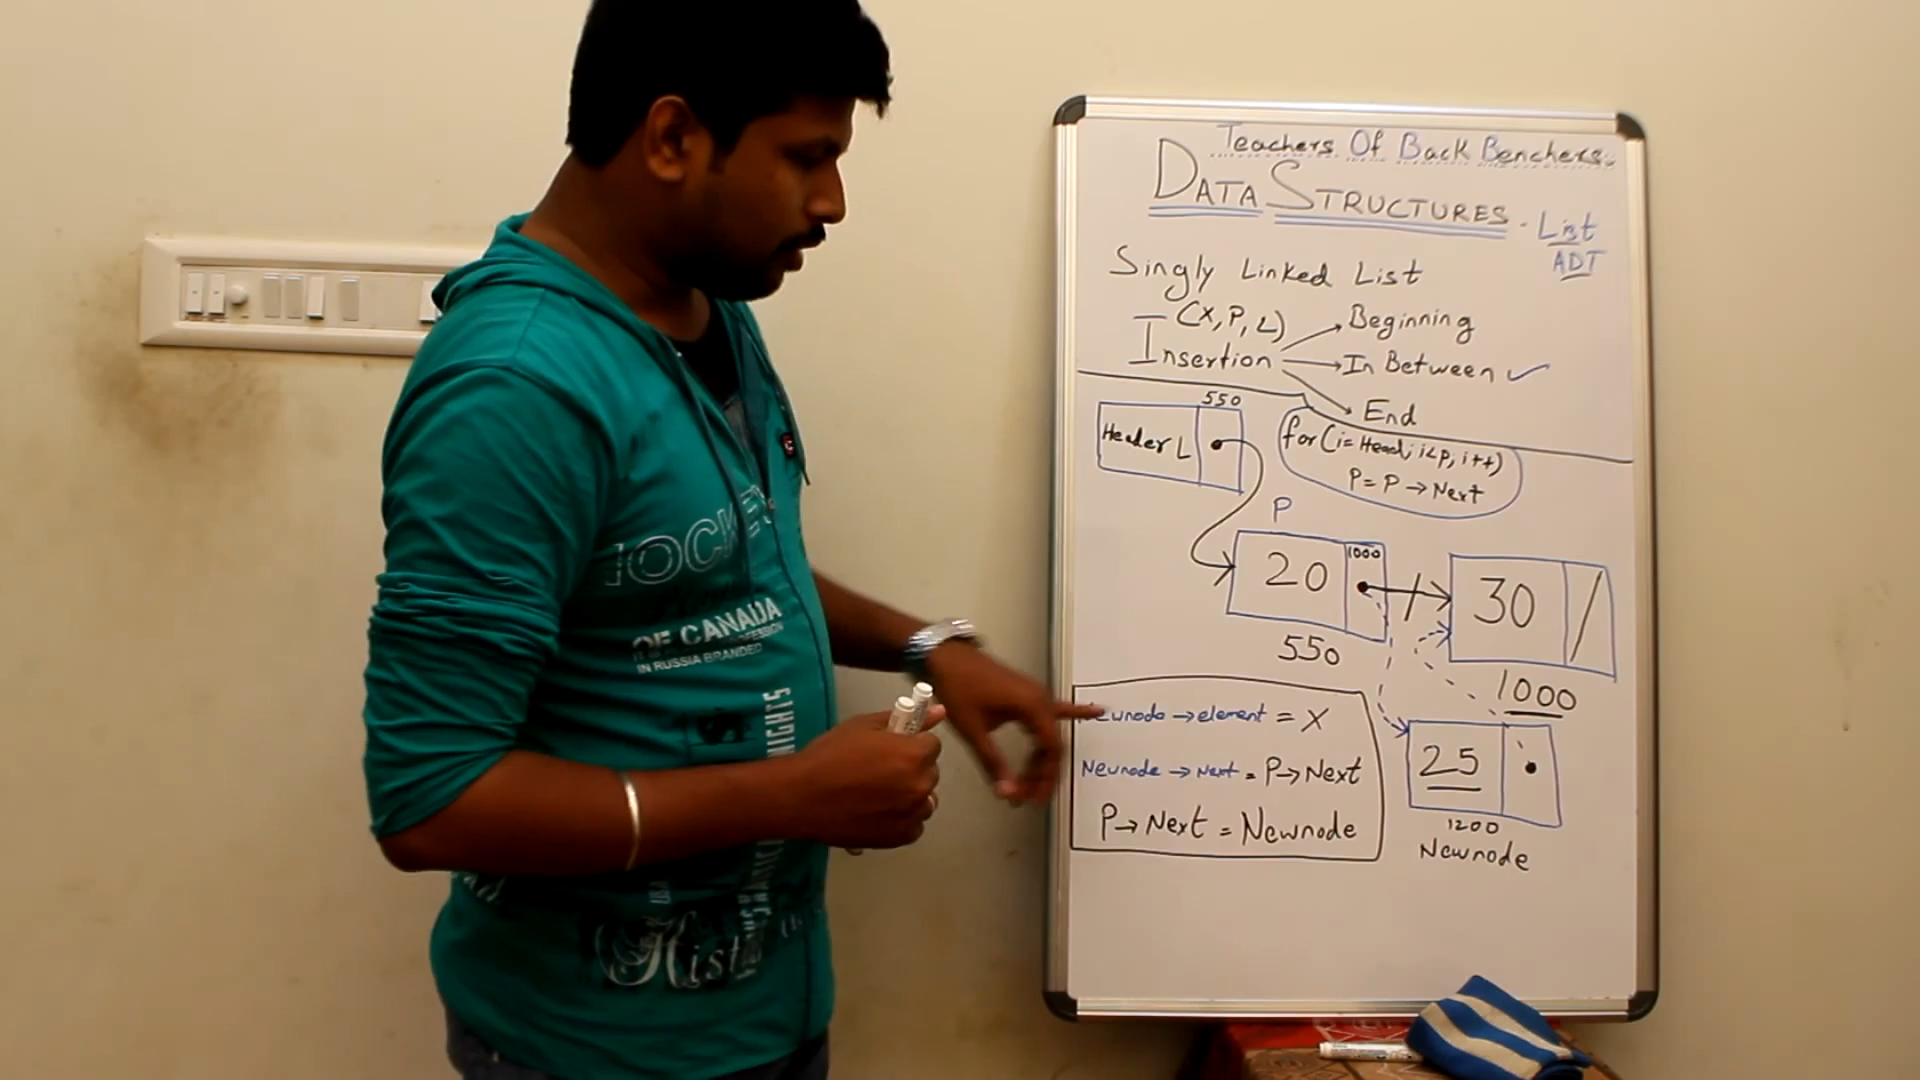 Teachers Of Back Benchers.
DATA STRUCTURES - List
ADT
Singly Linked List
(X, P, L)
Insertion
Beginning
In Between ✓
End
550
Header L
for(i=Head; i<p, i++)
P = P → Next
P
20
1000
30
550
1000
Newnode → element = X
Newnode → Next = P → Next
P → Next = Newnode
25
1200
Newnode
OF CANADA
IN RUSSIA BRANDED